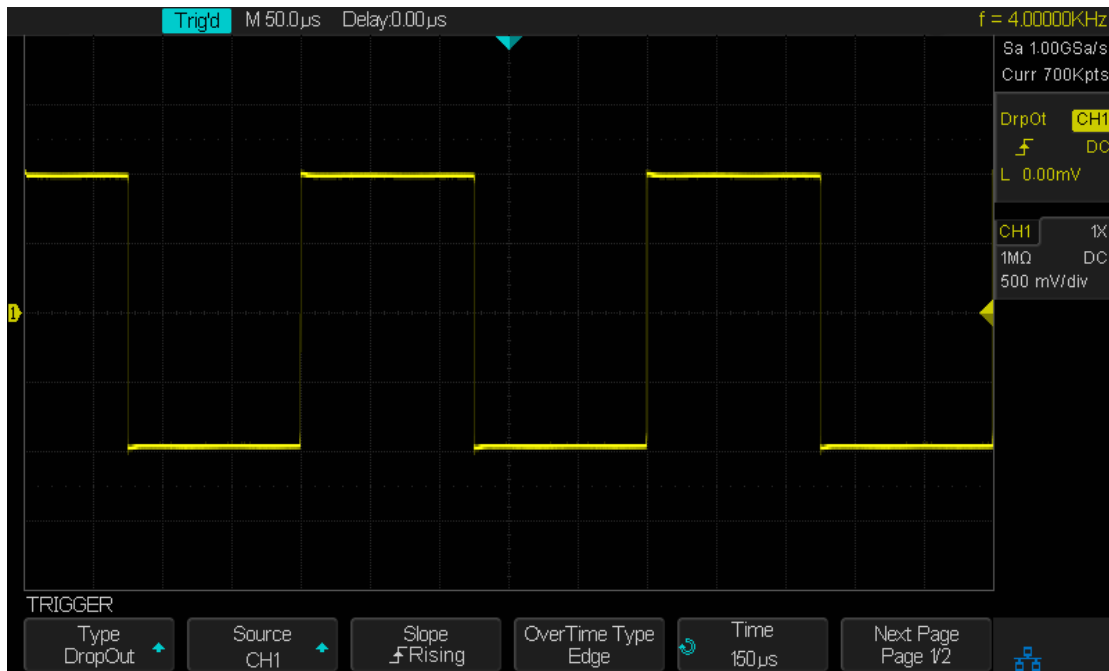 Trig'd M 50.0µs Delay:0.00µs f = 4.00000KHz
Sa 1.00GSa/s
Curr 700Kpts
DrpOt CH1
DC
L 0.00mV
CH1 1X
1MΩ DC
500 mV/div
1
TRIGGER
Type
DropOut
Source
CH1
Slope
Rising
OverTime Type
Edge
Time
150µs
Next Page
Page 1/2